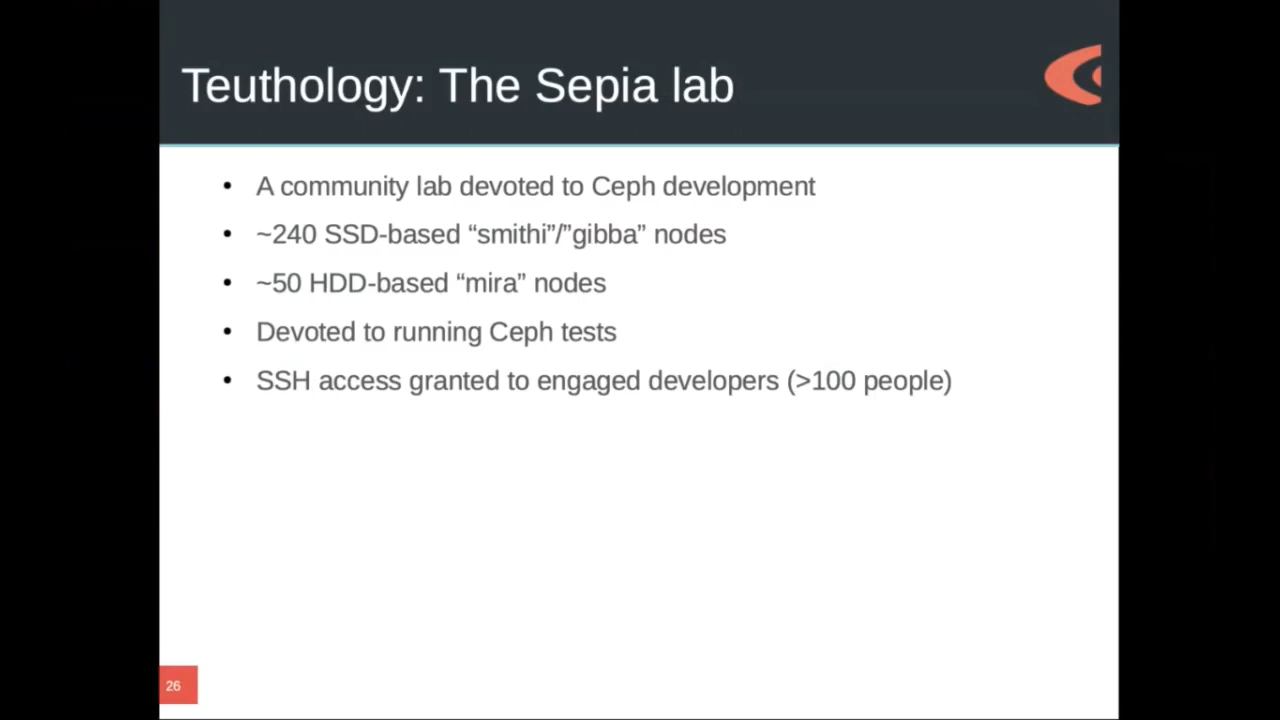 Teuthology: The Sepia lab
• A community lab devoted to Ceph development
• ~240 SSD-based “smithi”/”gibba” nodes
• ~50 HDD-based “mira” nodes
• Devoted to running Ceph tests
• SSH access granted to engaged developers (>100 people)
26